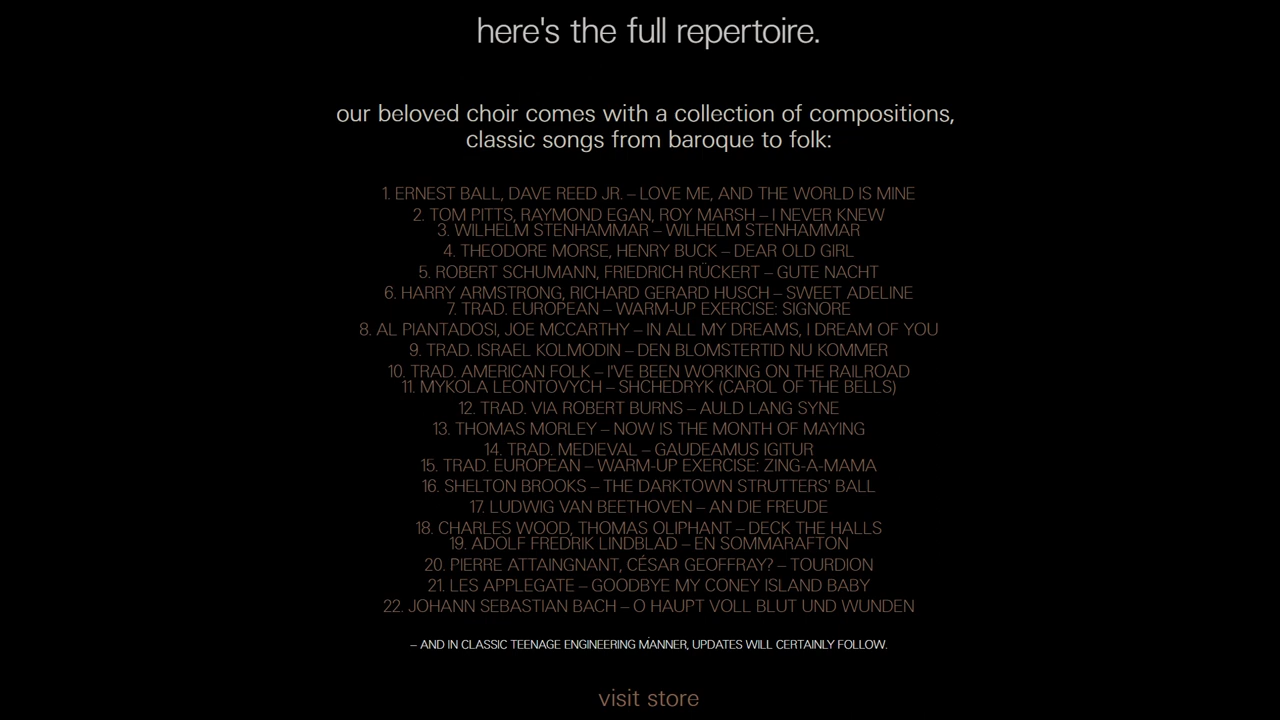 here's the full repertoire.
our beloved choir comes with a collection of compositions,
classic songs from baroque to folk:
1. ERNEST BALL, DAVE REED JR. – LOVE ME, AND THE WORLD IS MINE
2. TOM PITTS, RAYMOND EGAN, ROY MARSH – I NEVER KNEW
3. WILHELM STENHAMMAR – WILHELM STENHAMMAR
4. THEODORE MORSE, HENRY BUCK – DEAR OLD GIRL
5. ROBERT SCHUMANN, FRIEDRICH RÜCKERT – GUTE NACHT
6. HARRY ARMSTRONG, RICHARD GERARD HUSCH – SWEET ADELINE
7. TRAD. EUROPEAN – WARM-UP EXERCISE: SIGNORE
8. AL PIANTADOSI, JOE MCCARTHY – IN ALL MY DREAMS, I DREAM OF YOU
9. TRAD. ISRAEL KOLMODIN – DEN BLOMSTERTID NU KOMMER
10. TRAD. AMERICAN FOLK – I'VE BEEN WORKING ON THE RAILROAD
11. MYKOLA LEONTOVYCH – SHCHEDRYK (CAROL OF THE BELLS)
12. TRAD. VIA ROBERT BURNS – AULD LANG SYNE
13. THOMAS MORLEY – NOW IS THE MONTH OF MAYING
14. TRAD. MEDIEVAL – GAUDEAMUS IGITUR
15. TRAD. EUROPEAN – WARM-UP EXERCISE: ZING-A-MAMA
16. SHELTON BROOKS – THE DARKTOWN STRUTTERS' BALL
17. LUDWIG VAN BEETHOVEN – AN DIE FREUDE
18. CHARLES WOOD, THOMAS OLIPHANT – DECK THE HALLS
19. ADOLF FREDRIK LINDBLAD – EN SOMMARAFTON
20. PIERRE ATTAINGNANT, CÉSAR GEOFFRAY? – TOURDION
21. LES APPLEGATE – GOODBYE MY CONEY ISLAND BABY
22. JOHANN SEBASTIAN BACH – O HAUPT VOLL BLUT UND WUNDEN
– AND IN CLASSIC TEENAGE ENGINEERING MANNER, UPDATES WILL CERTAINLY FOLLOW.
visit store